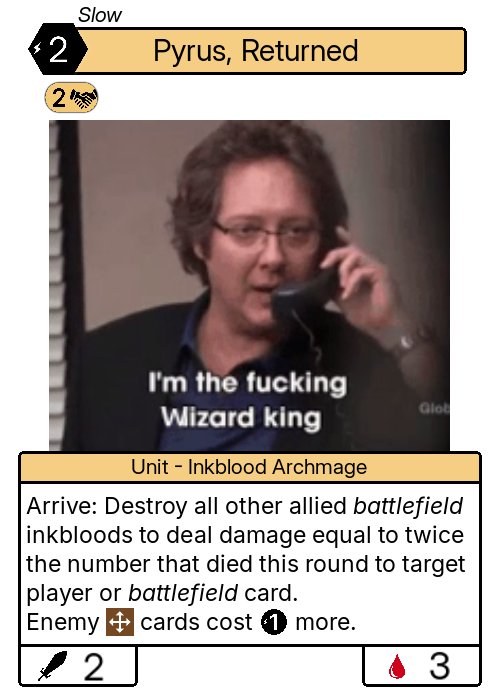 Slow
2 Pyrus, Returned
2
I'm the fucking
Wizard king
Glob
Unit - Inkblood Archmage
Arrive: Destroy all other allied battlefield
inkbloods to deal damage equal to twice
the number that died this round to target
player or battlefield card.
Enemy cards cost 1 more.
2 3